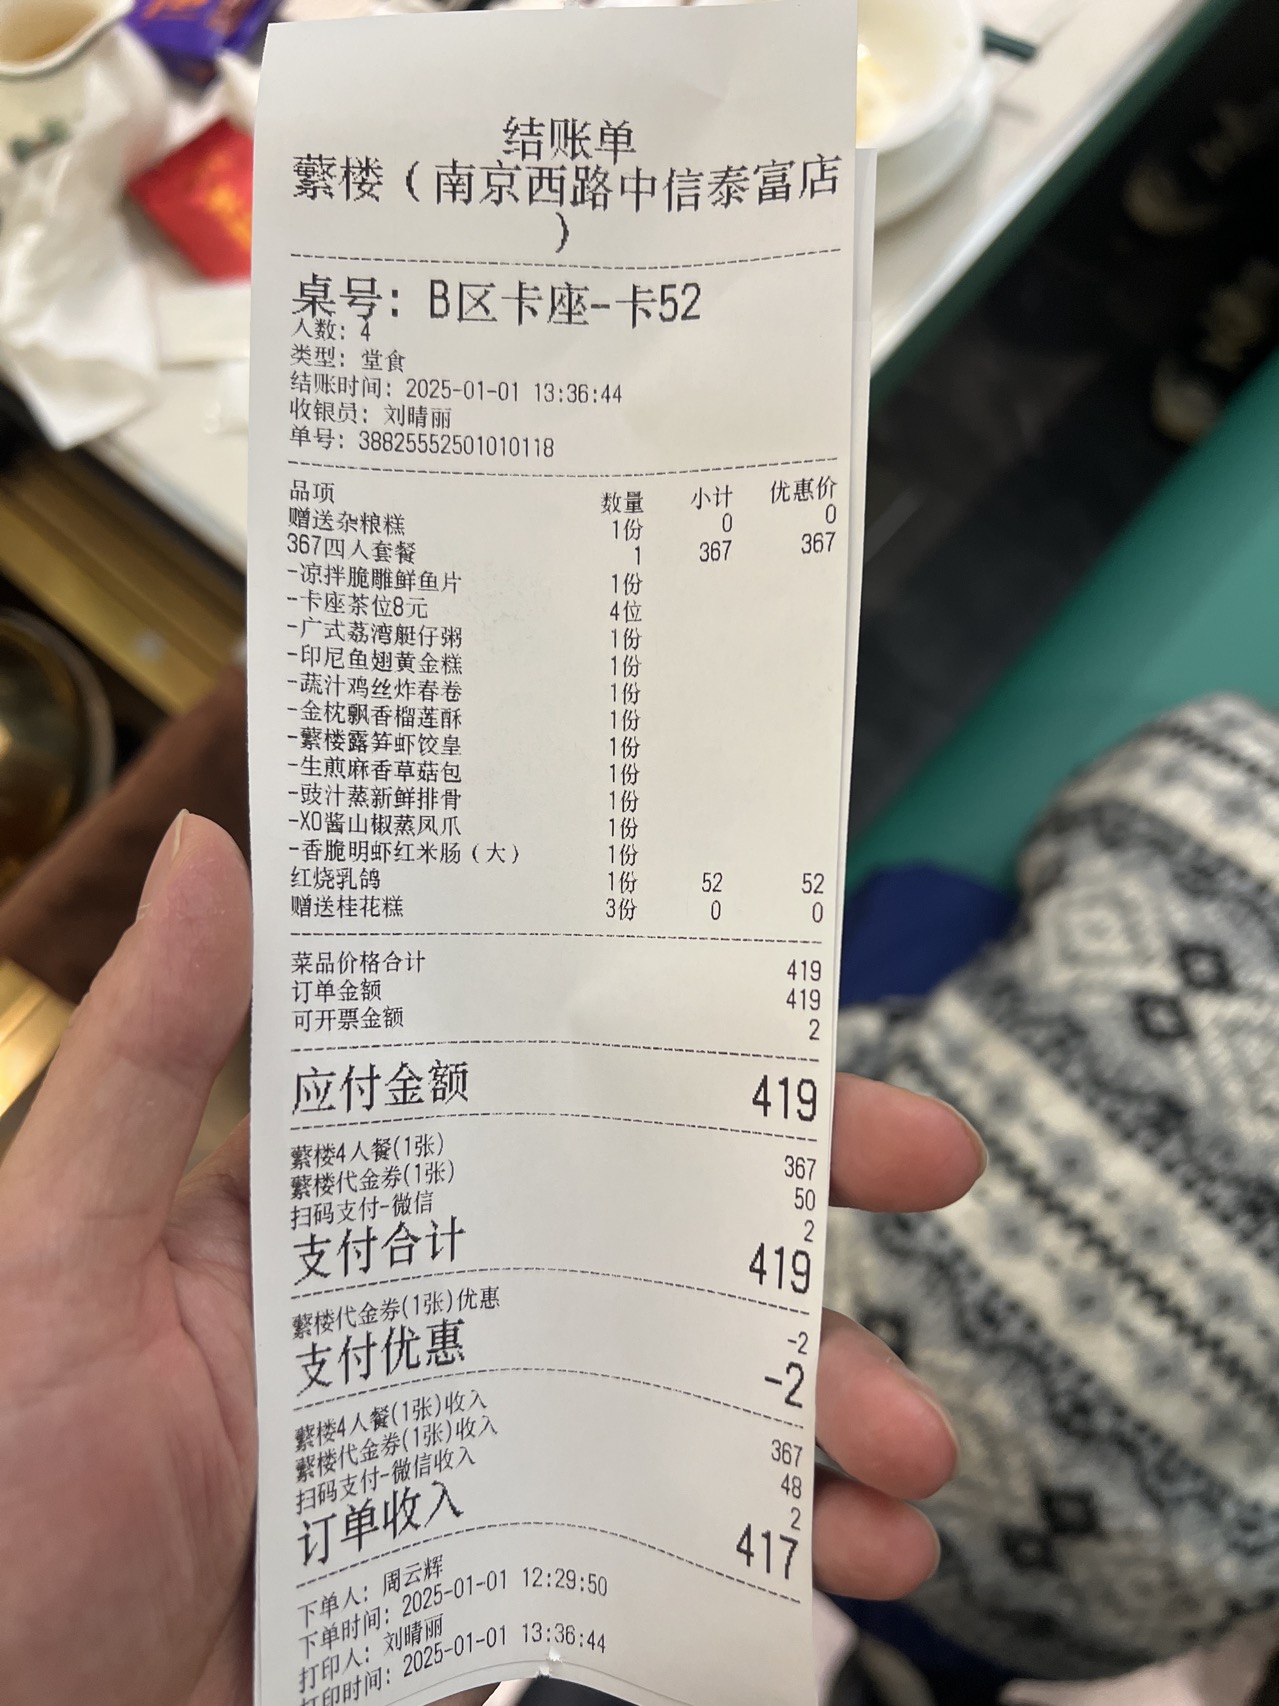 结账单
蘩楼（南京西路中信泰富店
）
桌号：B区卡座-卡52
人数：4
类型：堂食
结账时间：2025-01-01 13:36:44
收银员：刘晴丽
单号：38825552501010118
品项 数量 小计 优惠价
赠送杂粮糕 1份 0 0
367四人套餐 1 367 367
-凉拌脆雕鲜鱼片 1份
-卡座茶位8元 4位
-广式荔湾艇仔粥 1份
-印尼鱼翅黄金糕 1份
-蔬汁鸡丝炸春卷 1份
-金枕飘香榴莲酥 1份
-蘩楼露笋虾饺皇 1份
-生煎麻香草菇包 1份
-豉汁蒸新鲜排骨 1份
-XO酱山椒蒸凤爪 1份
-香脆明虾红米肠（大） 1份
红烧乳鸽 1份 52 52
赠送桂花糕 3份 0 0
菜品价格合计 419
订单金额 419
可开票金额 2
应付金额 419
蘩楼4人餐(1张) 367
蘩楼代金券(1张) 50
扫码支付-微信 2
支付合计 419
蘩楼代金券(1张)优惠 -2
支付优惠 -2
蘩楼4人餐(1张)收入 367
蘩楼代金券(1张)收入 48
扫码支付-微信收入 2
订单收入 417
下单人：周云辉
下单时间：2025-01-01 12:29:50
打印人：刘晴丽
打印时间：2025-01-01 13:36:44